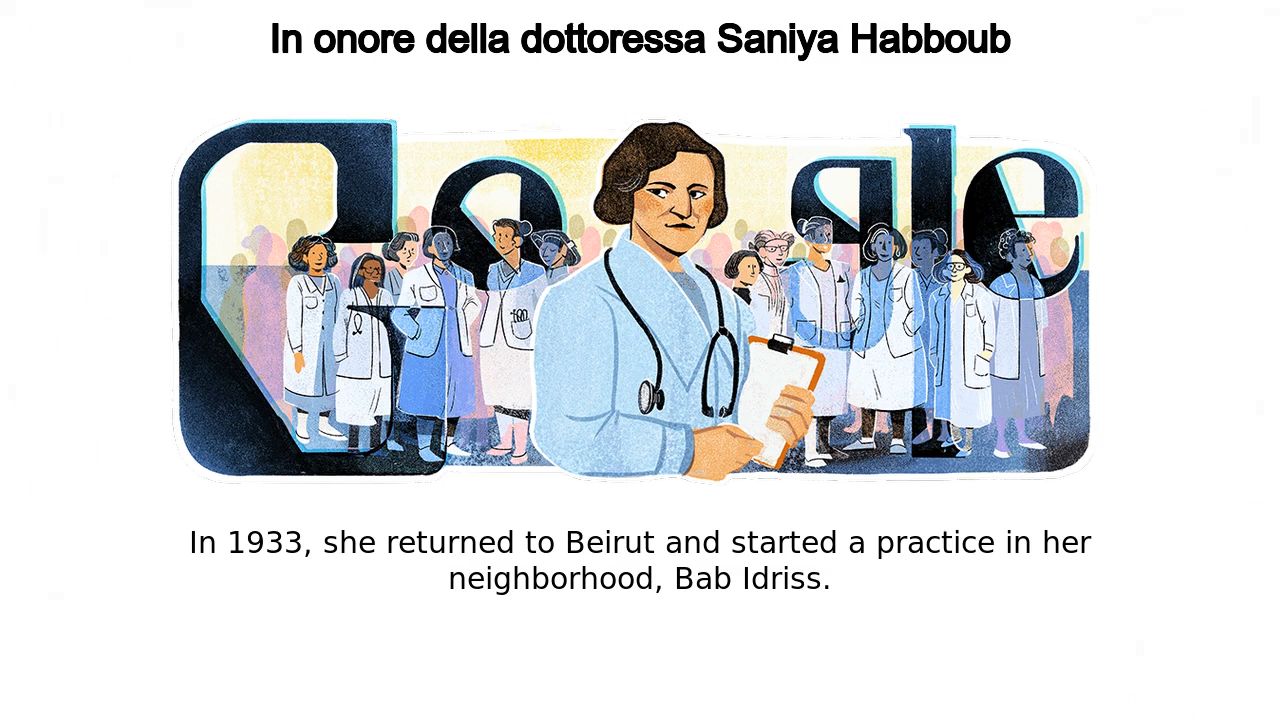 In onore della dottoressa Saniya Habboub
Google
In 1933, she returned to Beirut and started a practice in her
neighborhood, Bab Idriss.